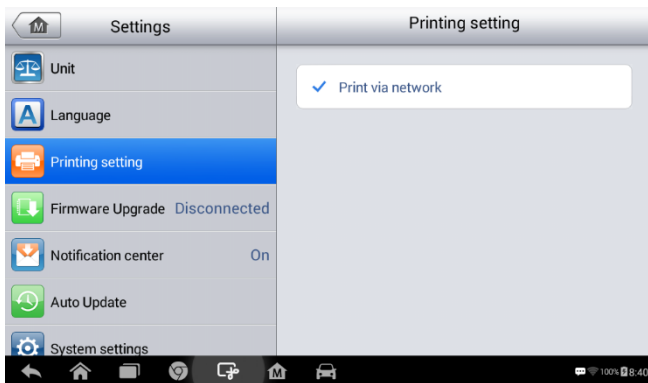 Settings
Printing setting
Unit
Print via network
Language
Printing setting
Firmware Upgrade Disconnected
Notification center On
Auto Update
System settings
100% 8:40